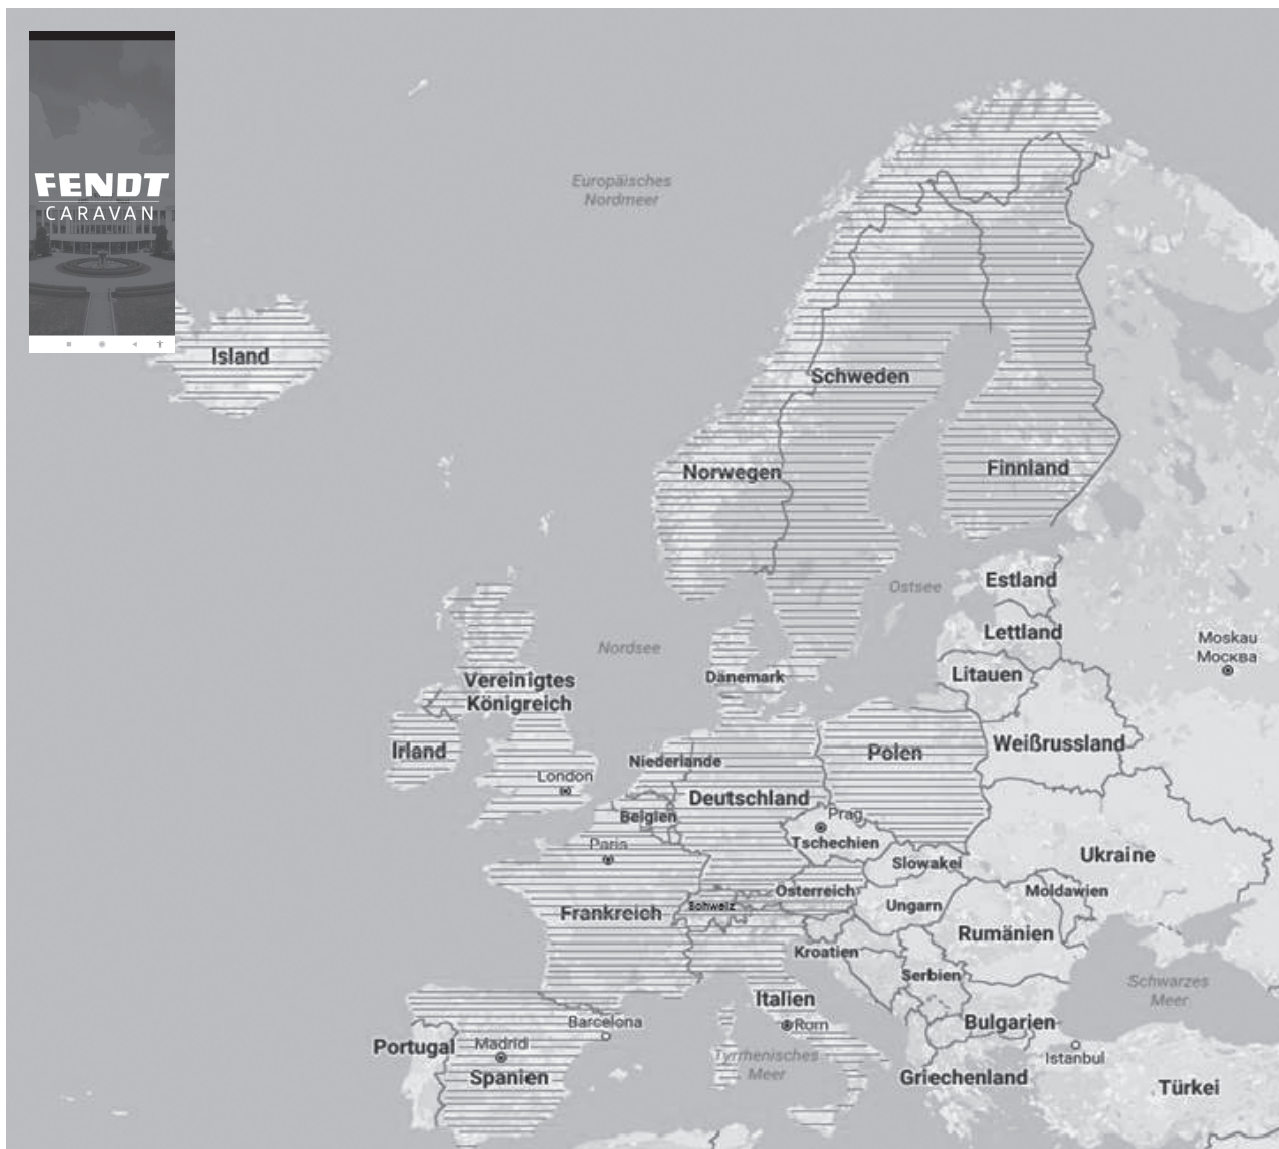 FENDT
CARAVAN
Europäisches
Nordmeer
Island
Schweden
Norwegen
Finnland
Estland
Ostsee
Lettland
Moskau
Москва
Nordsee
Litauen
Dänemark
Vereinigtes
Königreich
Weißrussland
Irland
Polen
Niederlande
London
Deutschland
Belgien
Prag
Paris
Tschechien
Ukraine
Slowakei
Österreich
Moldawien
Schweiz
Ungarn
Frankreich
Rumänien
Kroatien
Serbien
Schwarzes
Meer
Italien
Barcelona
Rom
Bulgarien
Portugal
Madrid
Tyrrhenisches
Meer
Istanbul
Spanien
Griechenland
Türkei